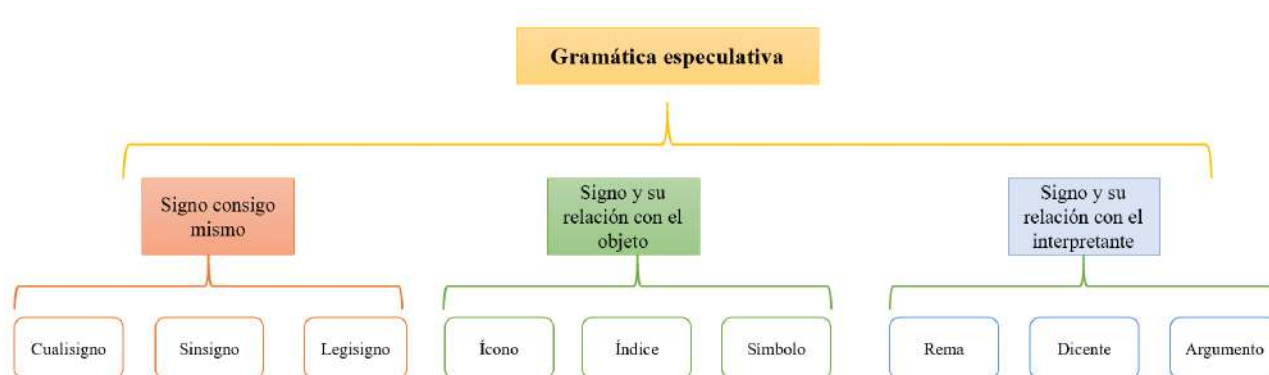 Gramática especulativa
Signo consigo
mismo
Signo y su
relación con el
objeto
Signo y su
relación con el
interpretante
Cualisigno
Sinsigno
Legisigno
Ícono
Índice
Símbolo
Rema
Dicente
Argumento